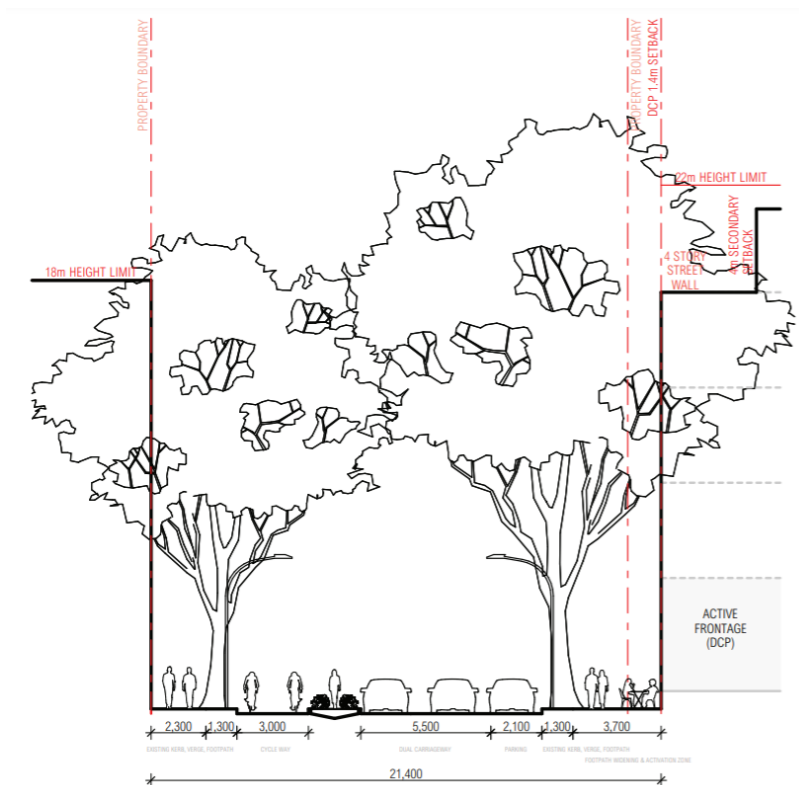 PROPERTY BOUNDARY
PROPERTY BOUNDARY
DCP 1.4m SETBACK
22m HEIGHT LIMIT
18m HEIGHT LIMIT
4 STORY
STREET
WALL
4m SECONDARY
SETBACK
ACTIVE
FRONTAGE
(DCP)
2,300 1,300 3,000 5,500 2,100 1,300 3,700
EXISTING KERB, VERGE, FOOTPATH CYCLE WAY DUAL CARRIAGEWAY PARKING EXISTING KERB, VERGE, FOOTPATH
FOOTPATH WIDENING & ACTIVATION ZONE
21,400